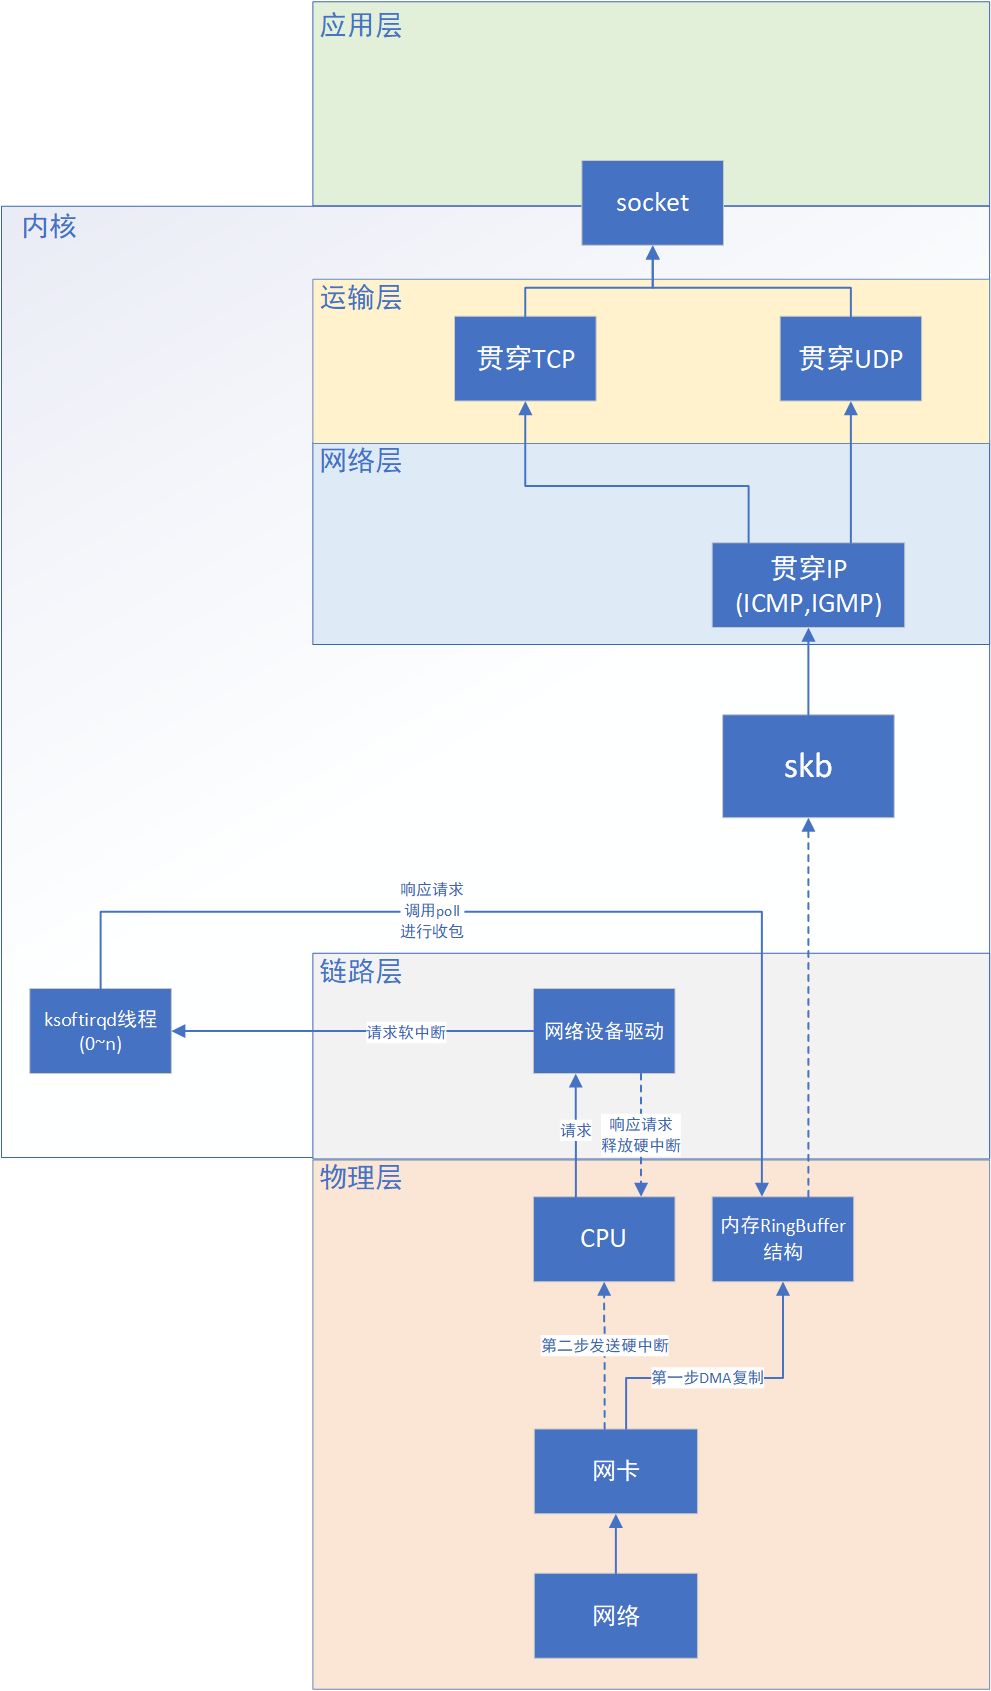 应用层
socket
内核
运输层
贯穿TCP
贯穿UDP
网络层
贯穿IP
(ICMP,IGMP)
skb
响应请求
调用poll
进行收包
链路层
ksoftirqd线程
(0~n)
请求软中断
网络设备驱动
请求
响应请求
释放硬中断
物理层
CPU
内存RingBuffer
结构
第二步发送硬中断
第一步DMA复制
网卡
网络